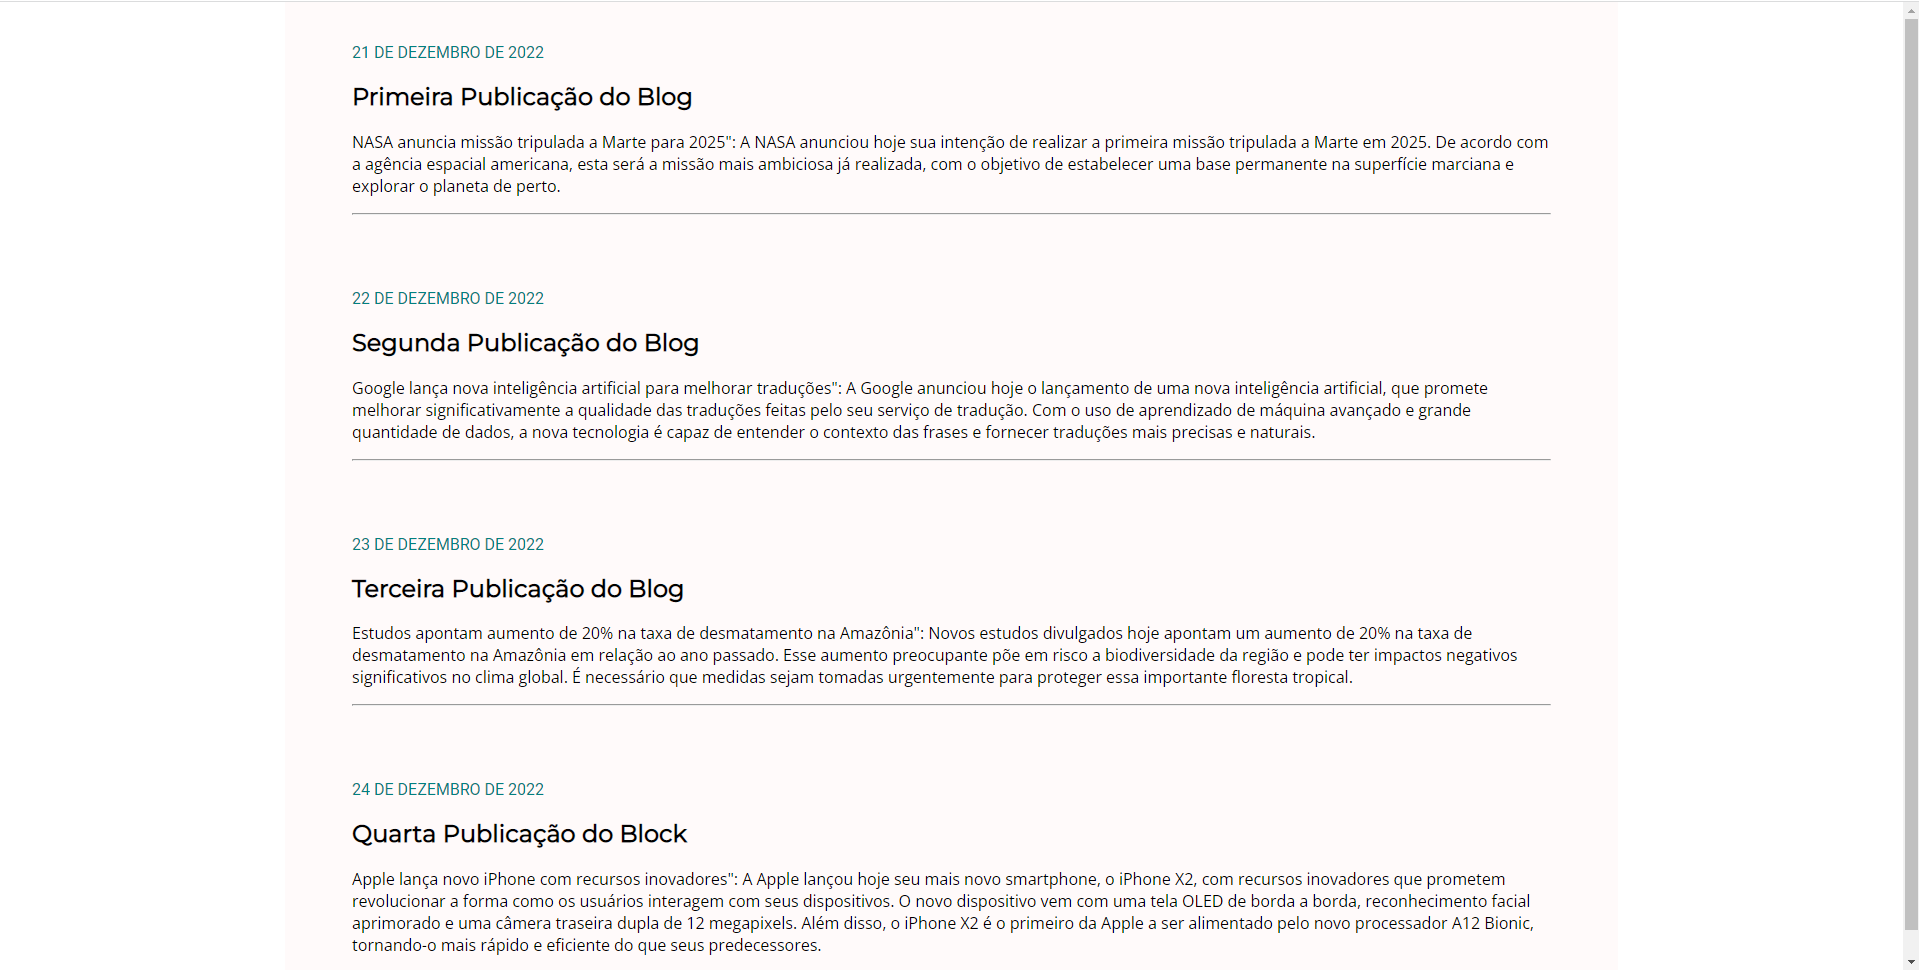 21 DE DEZEMBRO DE 2022
Primeira Publicação do Blog
NASA anuncia missão tripulada a Marte para 2025": A NASA anunciou hoje sua intenção de realizar a primeira missão tripulada a Marte em 2025. De acordo com
a agência espacial americana, esta será a missão mais ambiciosa já realizada, com o objetivo de estabelecer uma base permanente na superfície marciana e
explorar o planeta de perto.
22 DE DEZEMBRO DE 2022
Segunda Publicação do Blog
Google lança nova inteligência artificial para melhorar traduções": A Google anunciou hoje o lançamento de uma nova inteligência artificial, que promete
melhorar significativamente a qualidade das traduções feitas pelo seu serviço de tradução. Com o uso de aprendizado de máquina avançado e grande
quantidade de dados, a nova tecnologia é capaz de entender o contexto das frases e fornecer traduções mais precisas e naturais.
23 DE DEZEMBRO DE 2022
Terceira Publicação do Blog
Estudos apontam aumento de 20% na taxa de desmatamento na Amazônia": Novos estudos divulgados hoje apontam um aumento de 20% na taxa de
desmatamento na Amazônia em relação ao ano passado. Esse aumento preocupante põe em risco a biodiversidade da região e pode ter impactos negativos
significativos no clima global. É necessário que medidas sejam tomadas urgentemente para proteger essa importante floresta tropical.
24 DE DEZEMBRO DE 2022
Quarta Publicação do Block
Apple lança novo iPhone com recursos inovadores": A Apple lançou hoje seu mais novo smartphone, o iPhone X2, com recursos inovadores que prometem
revolucionar a forma como os usuários interagem com seus dispositivos. O novo dispositivo vem com uma tela OLED de borda a borda, reconhecimento facial
aprimorado e uma câmera traseira dupla de 12 megapixels. Além disso, o iPhone X2 é o primeiro da Apple a ser alimentado pelo novo processador A12 Bionic,
tornando-o mais rápido e eficiente do que seus predecessores.